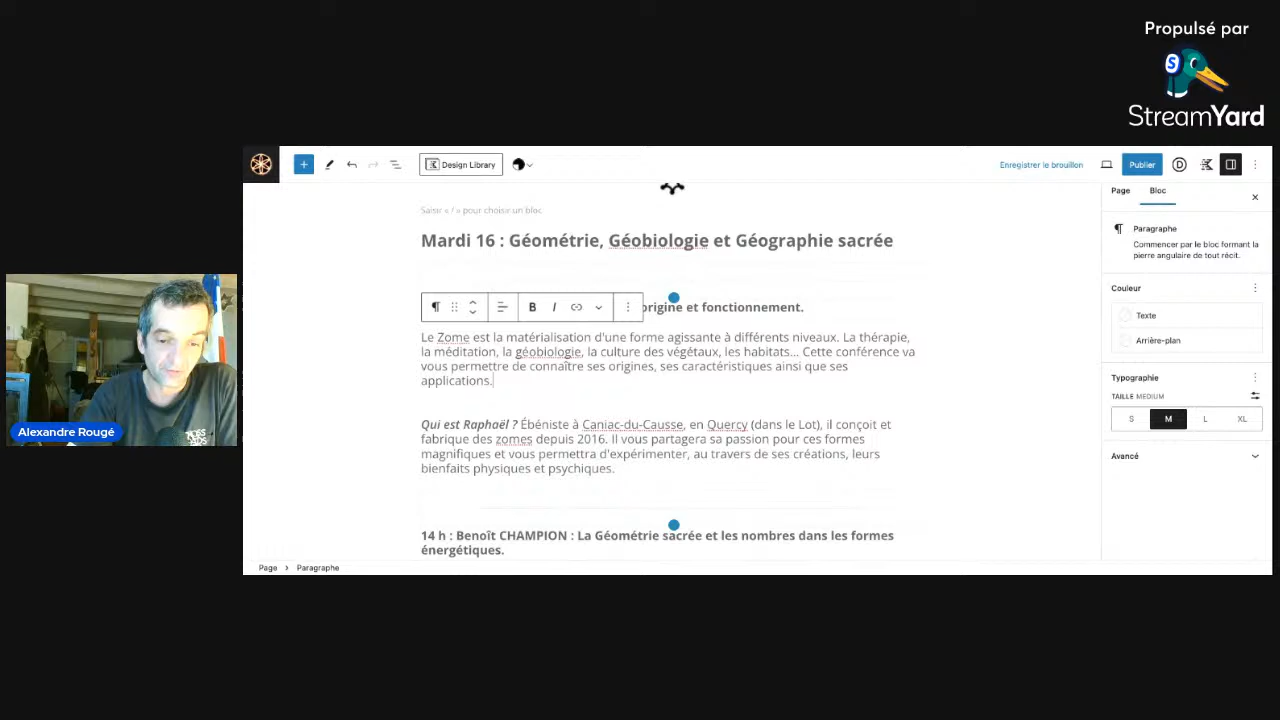 Propulsé par
StreamYard
Design Library
Enregistrer le brouillon
Publier
Saisir « / » pour choisir un bloc
Mardi 16 : Géométrie, Géobiologie et Géographie sacrée
B I
origine et fonctionnement.
Le Zome est la matérialisation d'une forme agissante à différents niveaux. La thérapie,
la méditation, la géobiologie, la culture des végétaux, les habitats... Cette conférence va
vous permettre de connaître ses origines, ses caractéristiques ainsi que ses
applications.
Qui est Raphaël ? Ébéniste à Caniac-du-Causse, en Quercy (dans le Lot), il conçoit et
fabrique des zomes depuis 2016. Il vous partagera sa passion pour ces formes
magnifiques et vous permettra d'expérimenter, au travers de ses créations, leurs
bienfaits physiques et psychiques.
14 h : Benoît CHAMPION : La Géométrie sacrée et les nombres dans les formes
énergétiques.
Page › Paragraphe
Page Bloc
Paragraphe
Commencer par le bloc formant la
pierre angulaire de tout récit.
Couleur
Texte
Arrière-plan
Typographie
TAILLE MEDIUM
S M L XL
Avancé
Alexandre Rougé